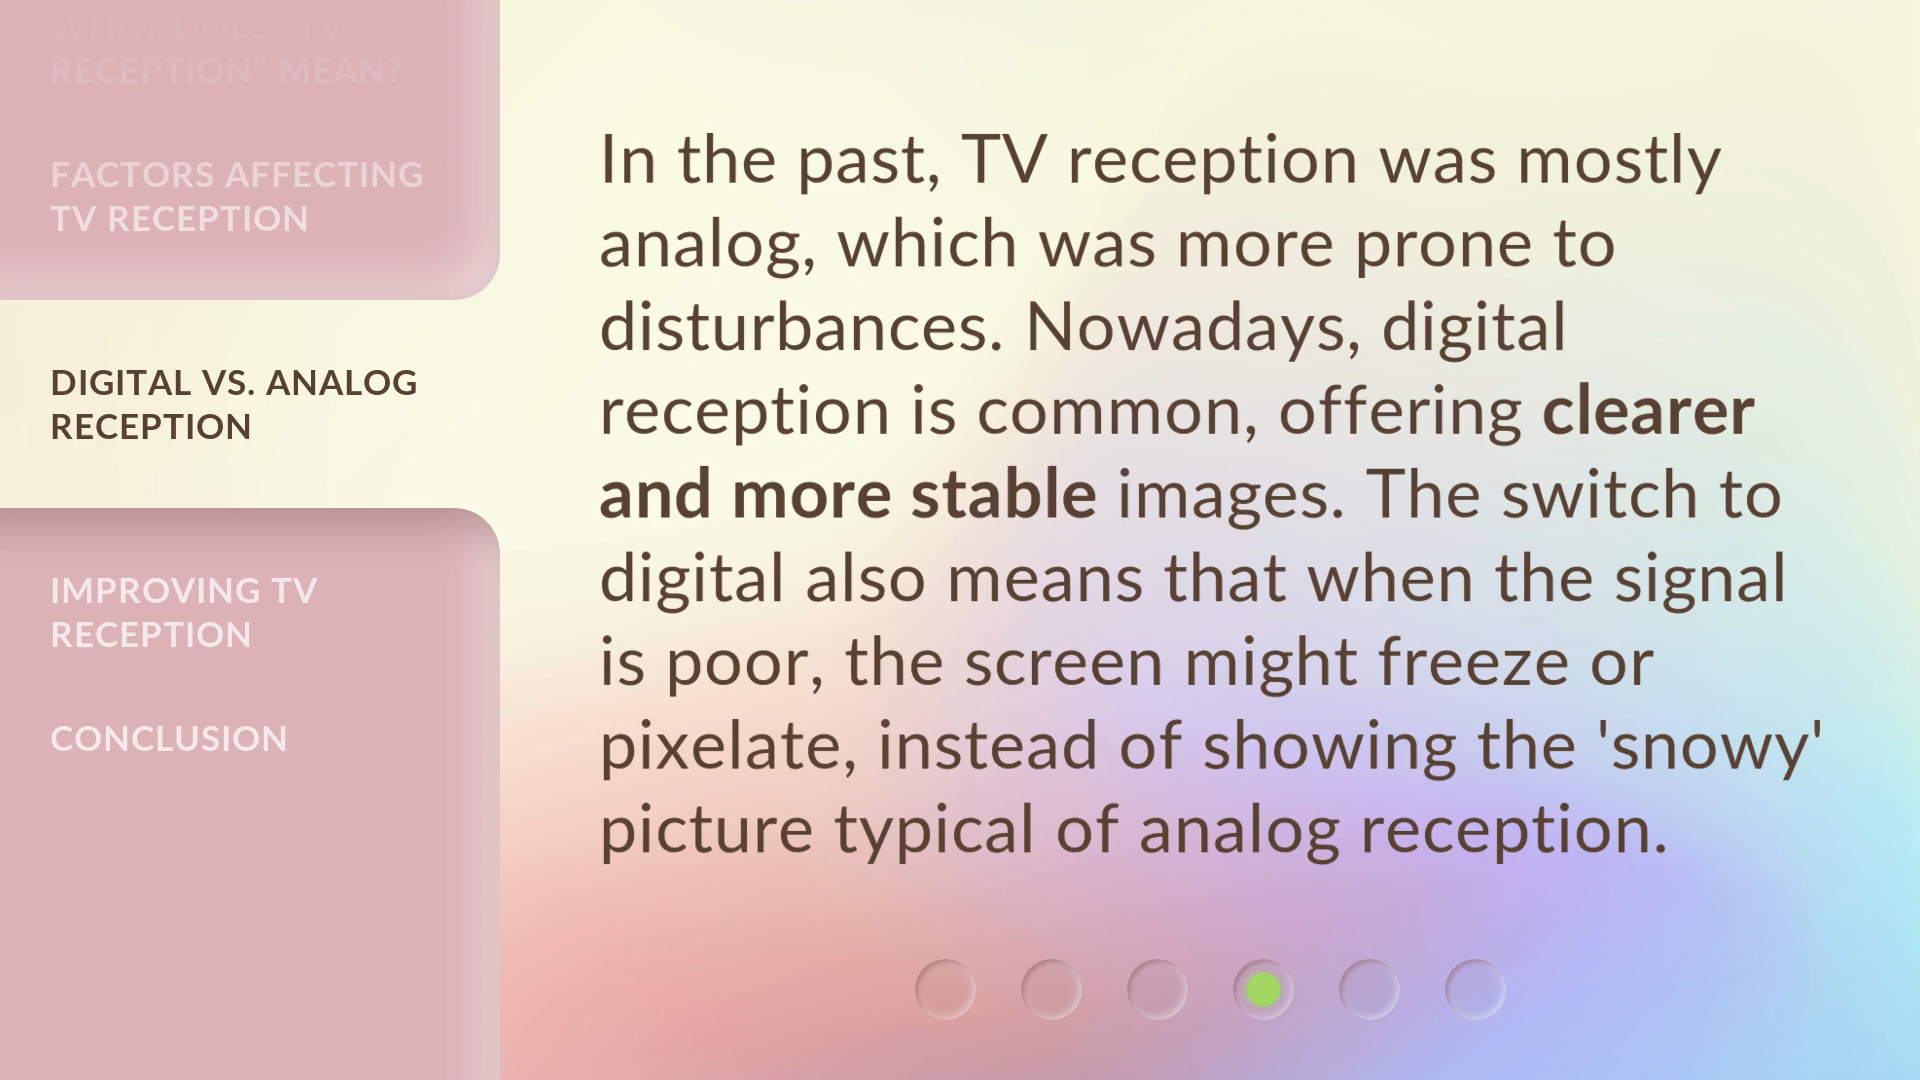 WHAT DOES "TV
RECEPTION" MEAN?
FACTORS AFFECTING
TV RECEPTION
DIGITAL VS. ANALOG
RECEPTION
IMPROVING TV
RECEPTION
CONCLUSION
In the past, TV reception was mostly
analog, which was more prone to
disturbances. Nowadays, digital
reception is common, offering clearer
and more stable images. The switch to
digital also means that when the signal
is poor, the screen might freeze or
pixelate, instead of showing the 'snowy'
picture typical of analog reception.